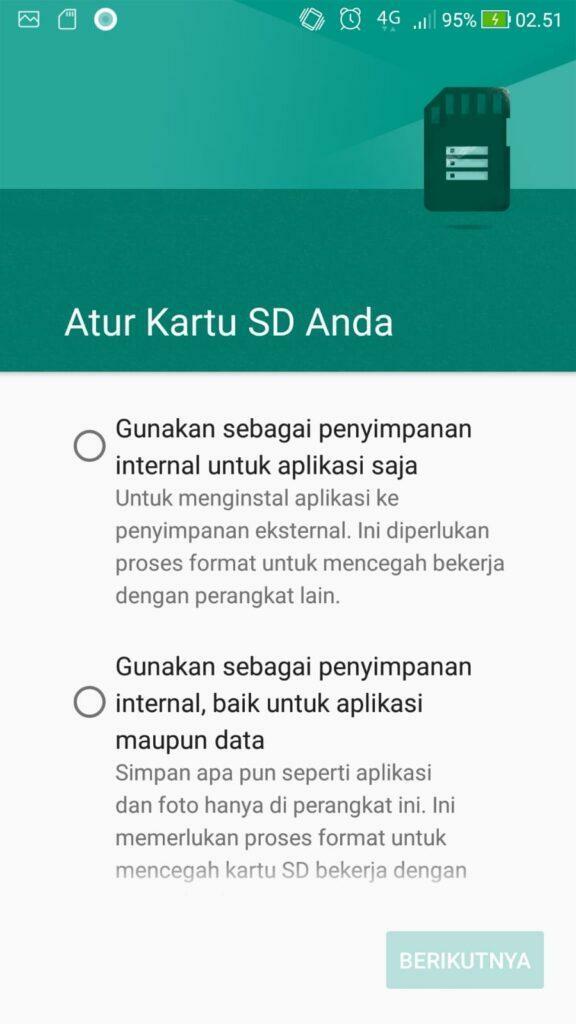 4G 95% 02.51
Atur Kartu SD Anda
Gunakan sebagai penyimpanan
internal untuk aplikasi saja
Untuk menginstal aplikasi ke
penyimpanan eksternal. Ini diperlukan
proses format untuk mencegah bekerja
dengan perangkat lain.
Gunakan sebagai penyimpanan
internal, baik untuk aplikasi
maupun data
Simpan apa pun seperti aplikasi
dan foto hanya di perangkat ini. Ini
memerlukan proses format untuk
mencegah kartu SD bekerja dengan
BERIKUTNYA